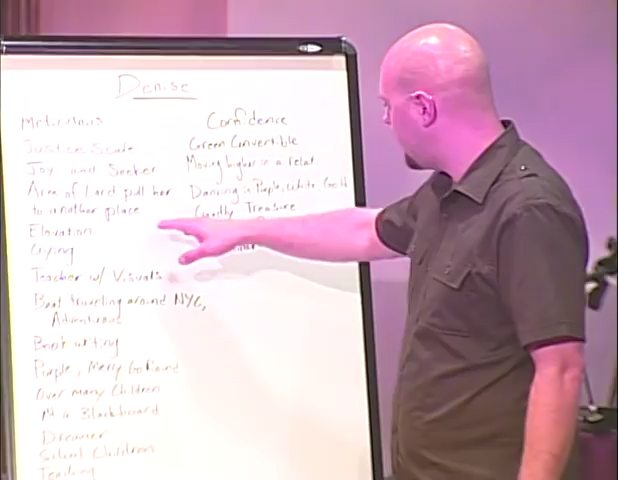 Denise
Meticulous
Justice Scale
Joy and Seeker
Area of Land pull her
to another place
Elevation
Crying
Teacher w/ Visuals
Boat traveling around NYC,
Adventurous
Book writing
Purple, Merry Go Round
Over many Children
At a Blackboard
Dreamer
Silent Children
Teaching
Confidence
Green Convertible
Moving higher in a relat
Dancing in Purple, White, Gold
Treasure